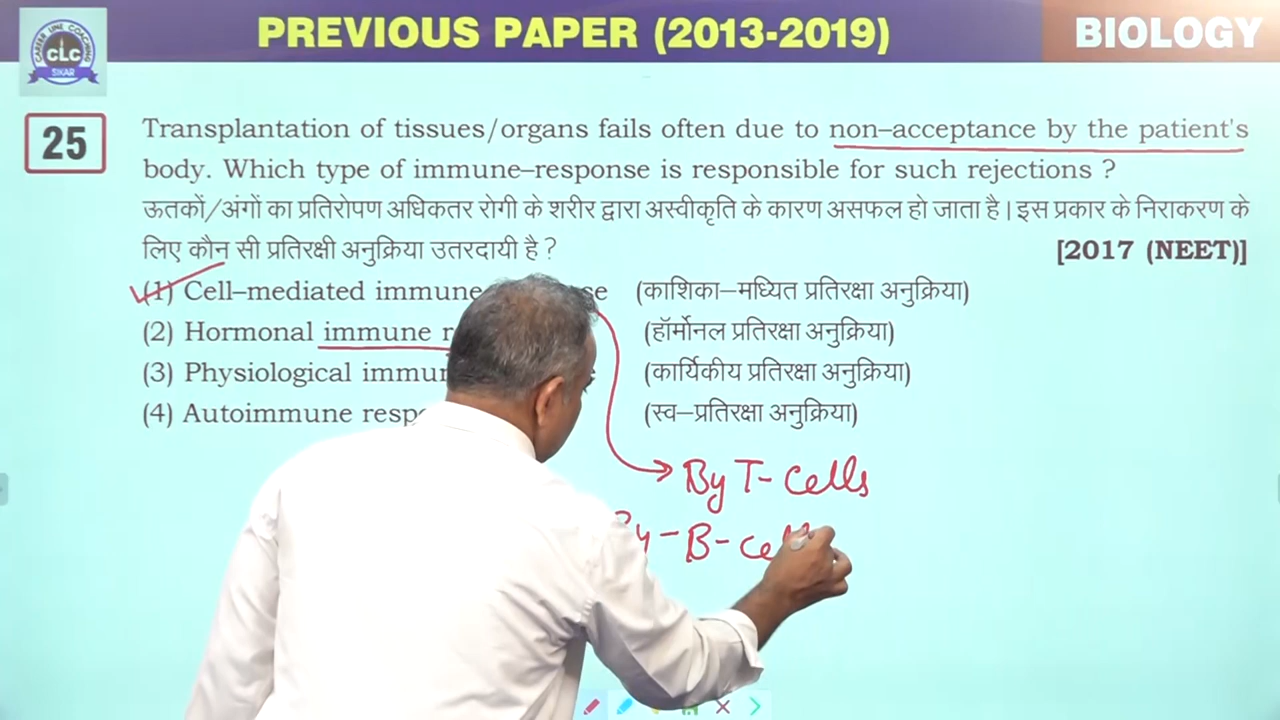 PREVIOUS PAPER (2013-2019)
BIOLOGY
CAREER LINE COACHING
CLC
SIKAR
25
Transplantation of tissues/organs fails often due to non–acceptance by the patient's
body. Which type of immune–response is responsible for such rejections ?
ऊतकों/अंगों का प्रतिरोपण अधिकतर रोगी के शरीर द्वारा अस्वीकृति के कारण असफल हो जाता है। इस प्रकार के निराकरण के
लिए कौन सी प्रतिरक्षी अनुक्रिया उतरदायी है ?
[2017 (NEET)]
(1) Cell–mediated immune (काशिका–मध्यित प्रतिरक्षा अनुक्रिया)
(2) Hormonal immune (हॉर्मोनल प्रतिरक्षा अनुक्रिया)
(3) Physiological (कार्यिकीय प्रतिरक्षा अनुक्रिया)
(4) Autoimmune (स्व–प्रतिरक्षा अनुक्रिया)
By T- Cells
B-